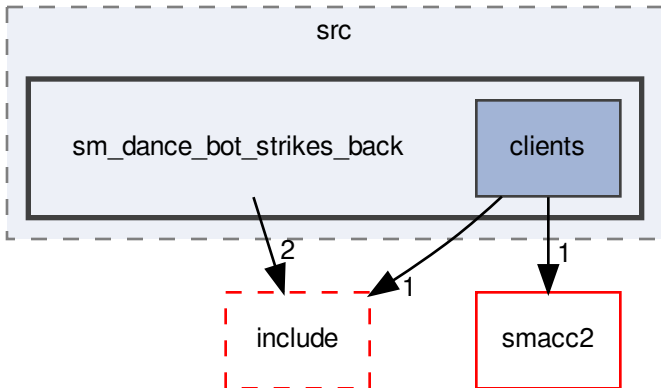 src
sm_dance_bot_strikes_back
clients
2
1
1
include
smacc2